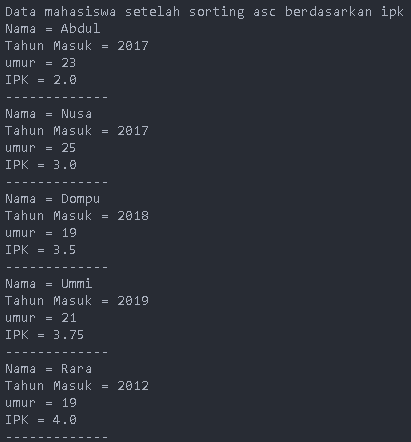 Data mahasiswa setelah sorting asc berdasarkan ipk
Nama = Abdul
Tahun Masuk = 2017
umur = 23
IPK = 2.0
-------------
Nama = Nusa
Tahun Masuk = 2017
umur = 25
IPK = 3.0
-------------
Nama = Dompu
Tahun Masuk = 2018
umur = 19
IPK = 3.5
-------------
Nama = Ummi
Tahun Masuk = 2019
umur = 21
IPK = 3.75
-------------
Nama = Rara
Tahun Masuk = 2012
umur = 19
IPK = 4.0
-------------